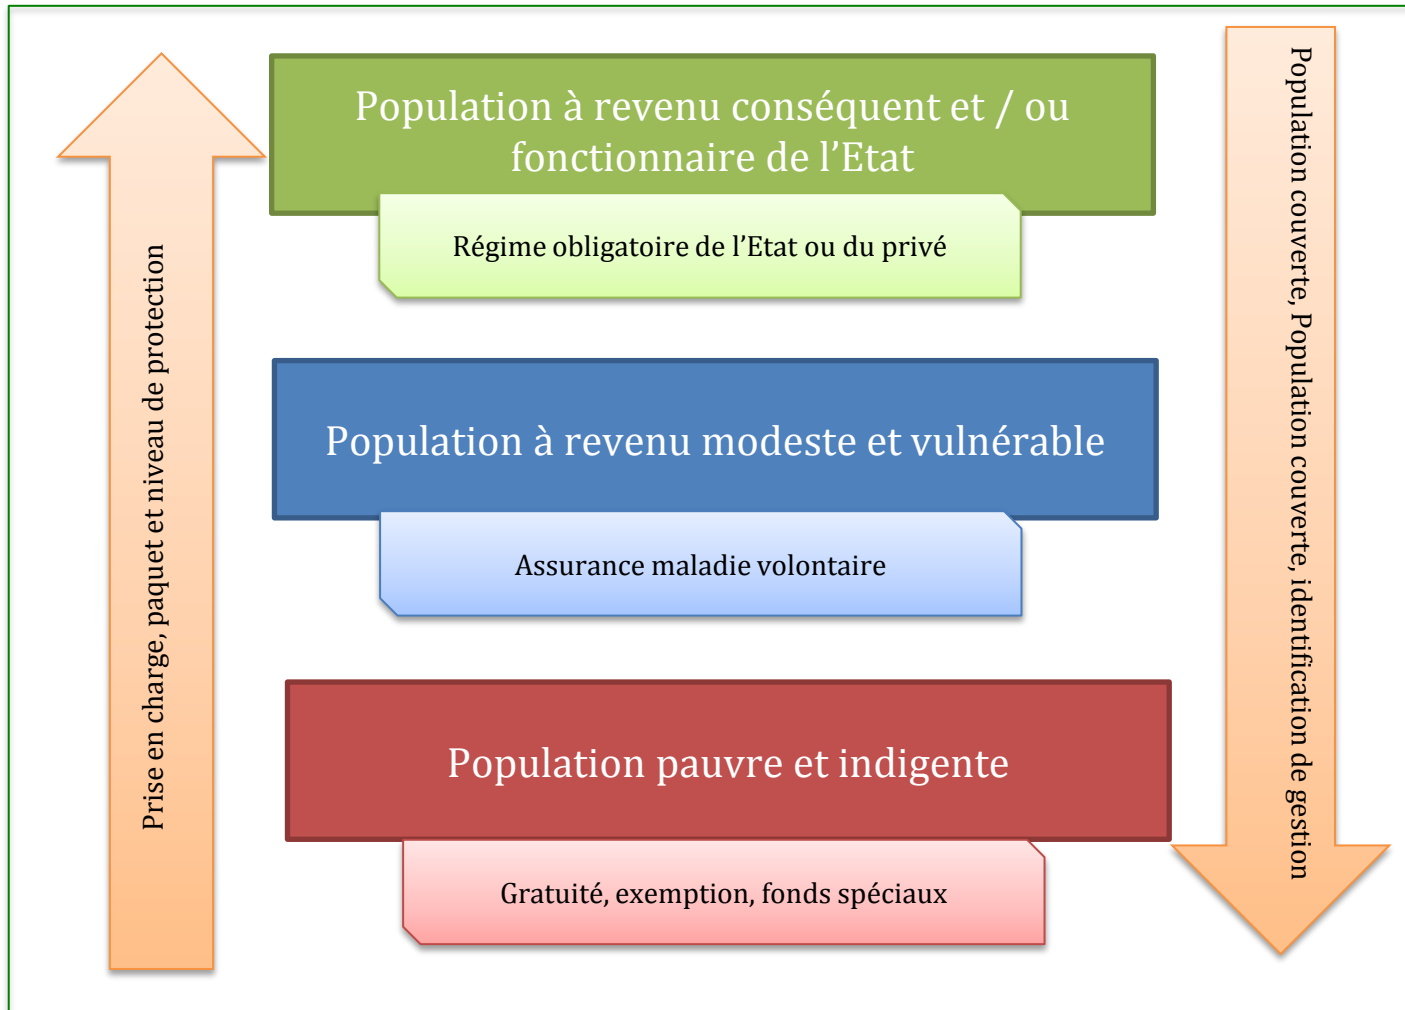 Population à revenu conséquent et / ou
fonctionnaire de l’Etat
Régime obligatoire de l’Etat ou du privé
Population à revenu modeste et vulnérable
Assurance maladie volontaire
Population pauvre et indigente
Gratuité, exemption, fonds spéciaux
Prise en charge, paquet et niveau de protection
Population couverte, Population couverte, identification de gestion